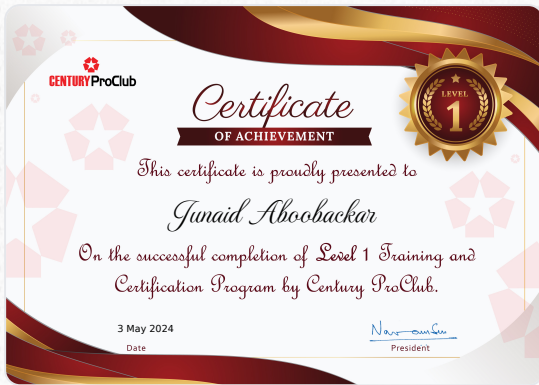 CENTURY ProClub
Certificate
OF ACHIEVEMENT
LEVEL
1
This certificate is proudly presented to
Junaid Aboobackar
On the successful completion of Level 1 Training and
Certification Program by Century ProClub.
3 May 2024
Date
President